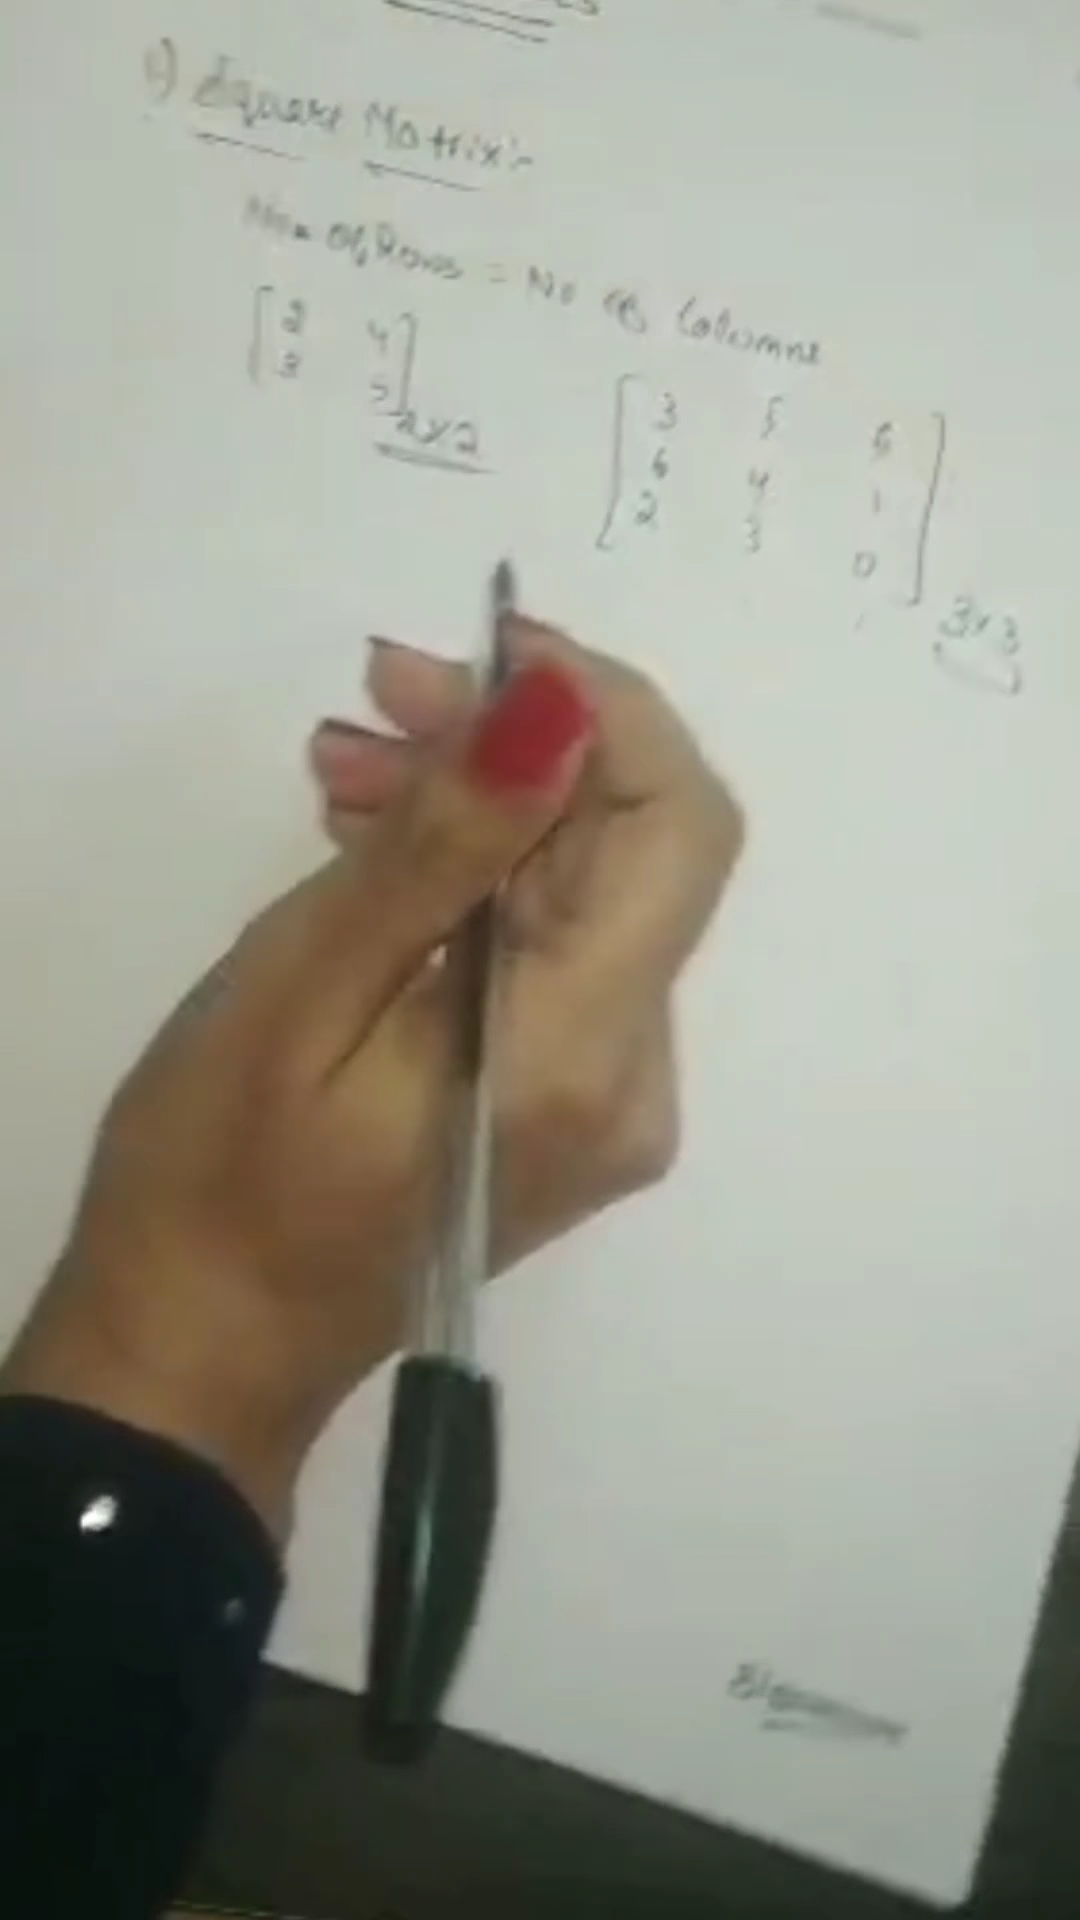 1) Square Matrix:-
No. of Rows = No of Columns
[2 4
3 5] 2x2
[3 5 6
6 4 1
2 3 0] 3x3